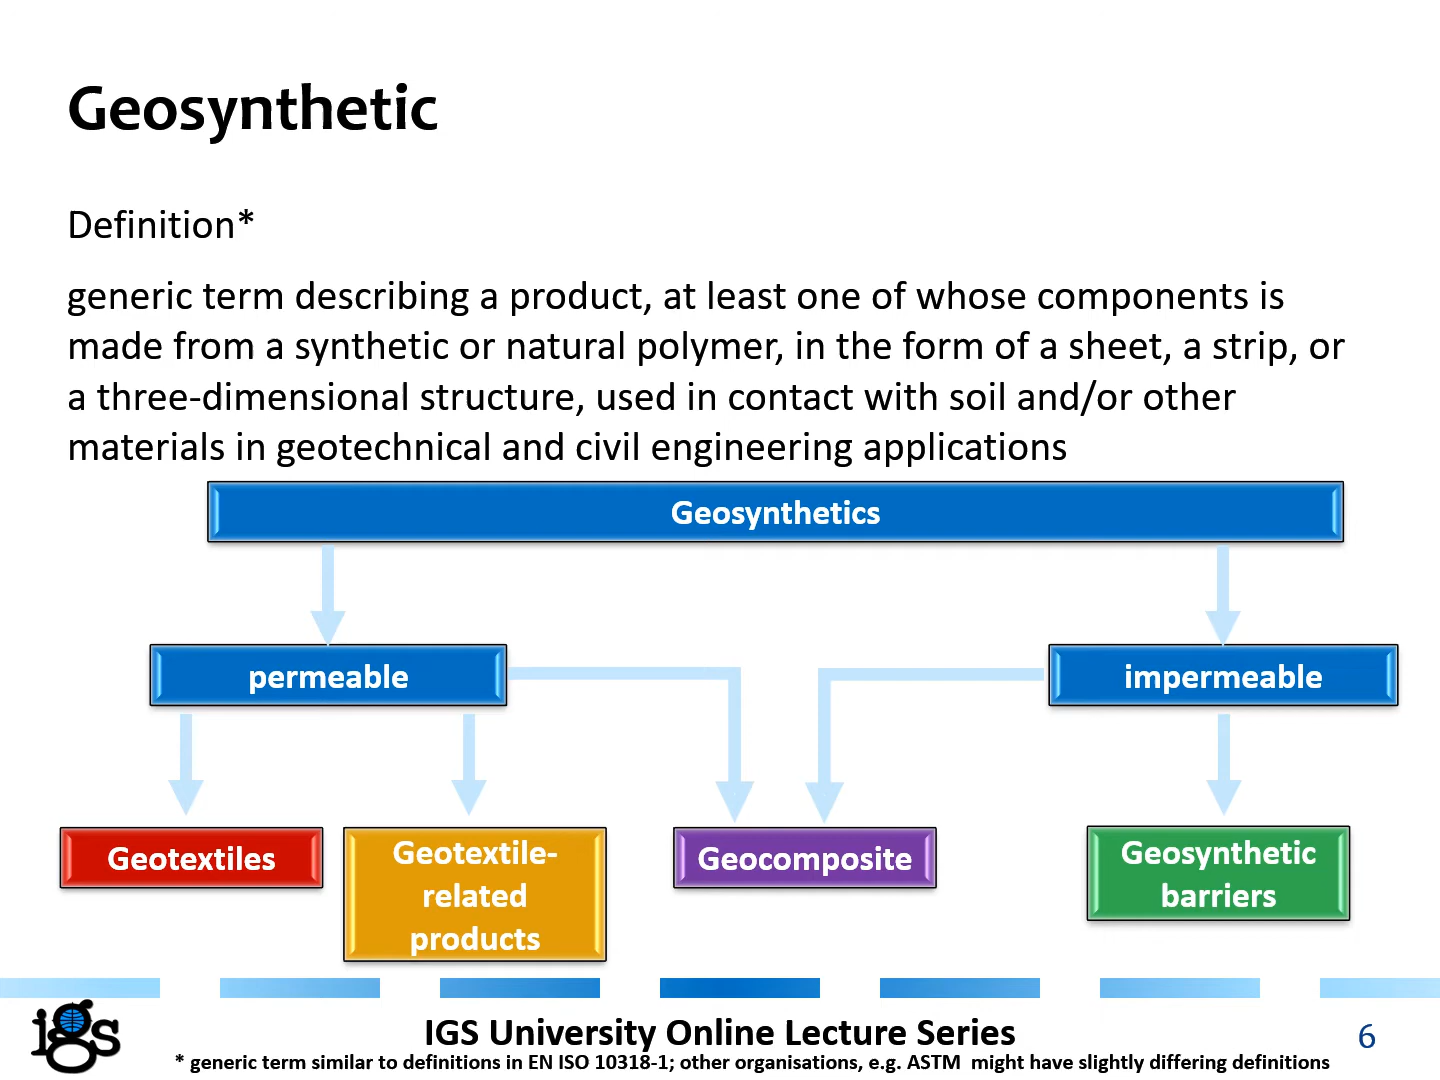 Geosynthetic
Definition*
generic term describing a product, at least one of whose components is
made from a synthetic or natural polymer, in the form of a sheet, a strip, or
a three-dimensional structure, used in contact with soil and/or other
materials in geotechnical and civil engineering applications
Geosynthetics
permeable
impermeable
Geotextiles
Geotextile-
related
products
Geocomposite
Geosynthetic
barriers
igs
IGS University Online Lecture Series
6
* generic term similar to definitions in EN ISO 10318-1; other organisations, e.g. ASTM  might have slightly differing definitions